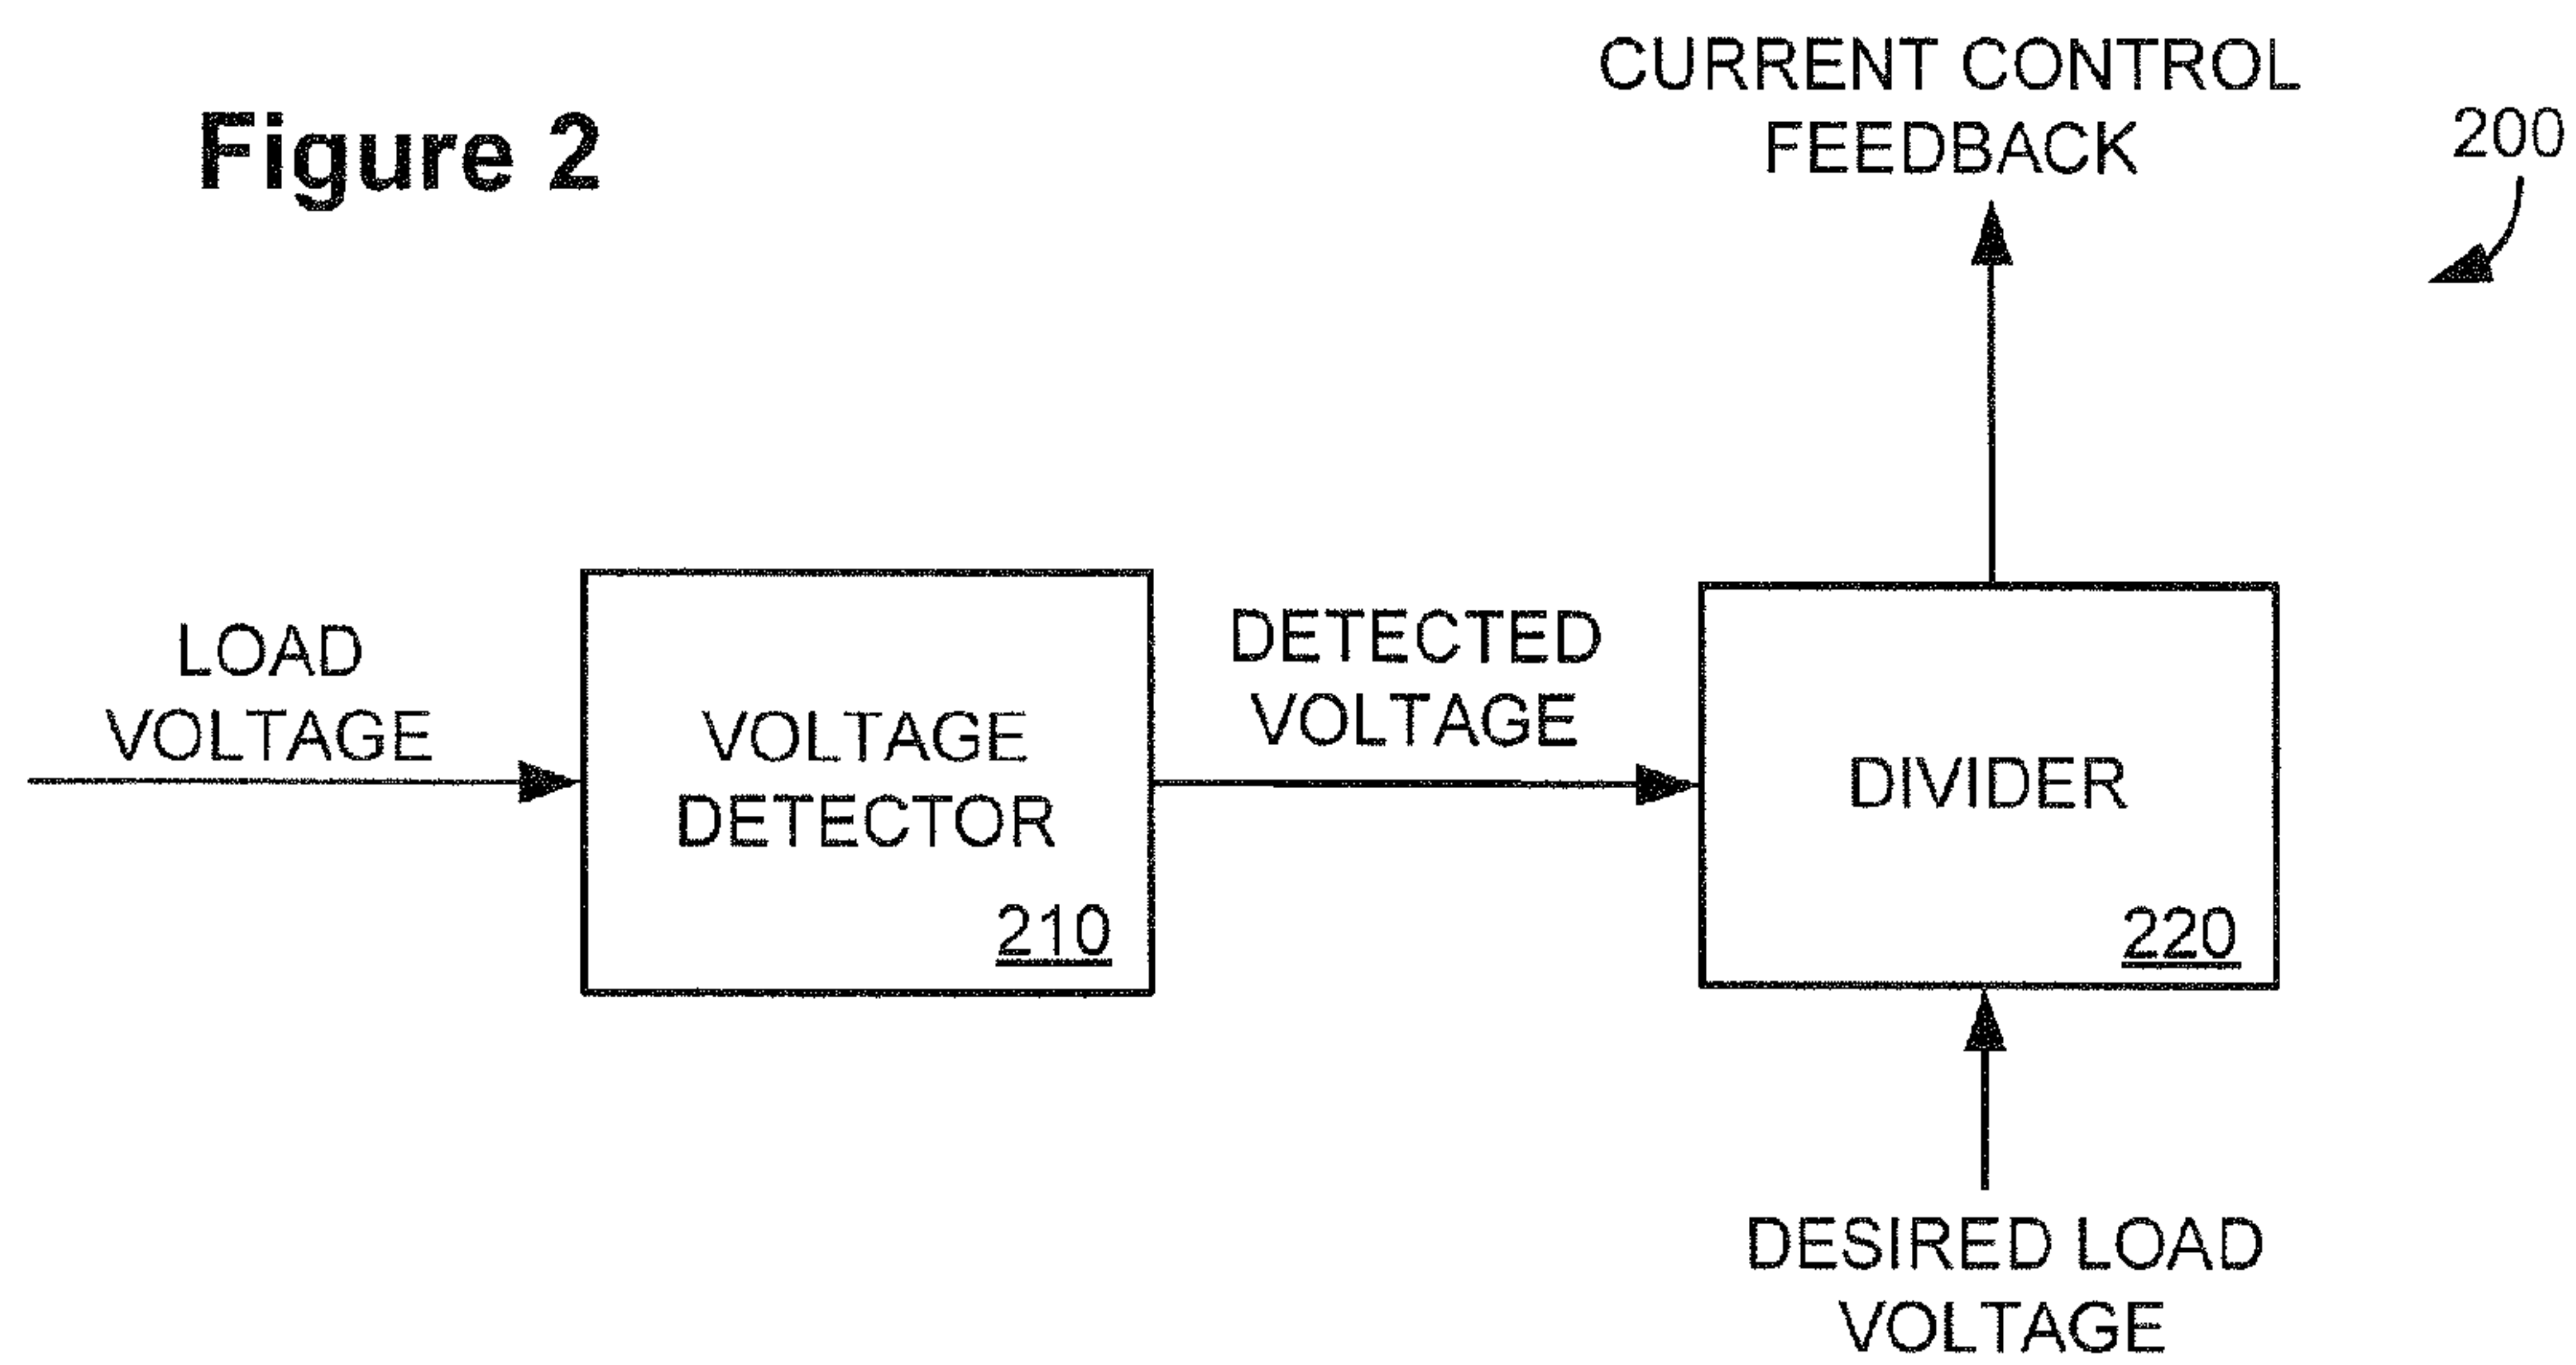 Figure 2
CURRENT CONTROL
FEEDBACK
200
LOAD
VOLTAGE
VOLTAGE
DETECTOR
210
DETECTED
VOLTAGE
DIVIDER
220
DESIRED LOAD
VOLTAGE